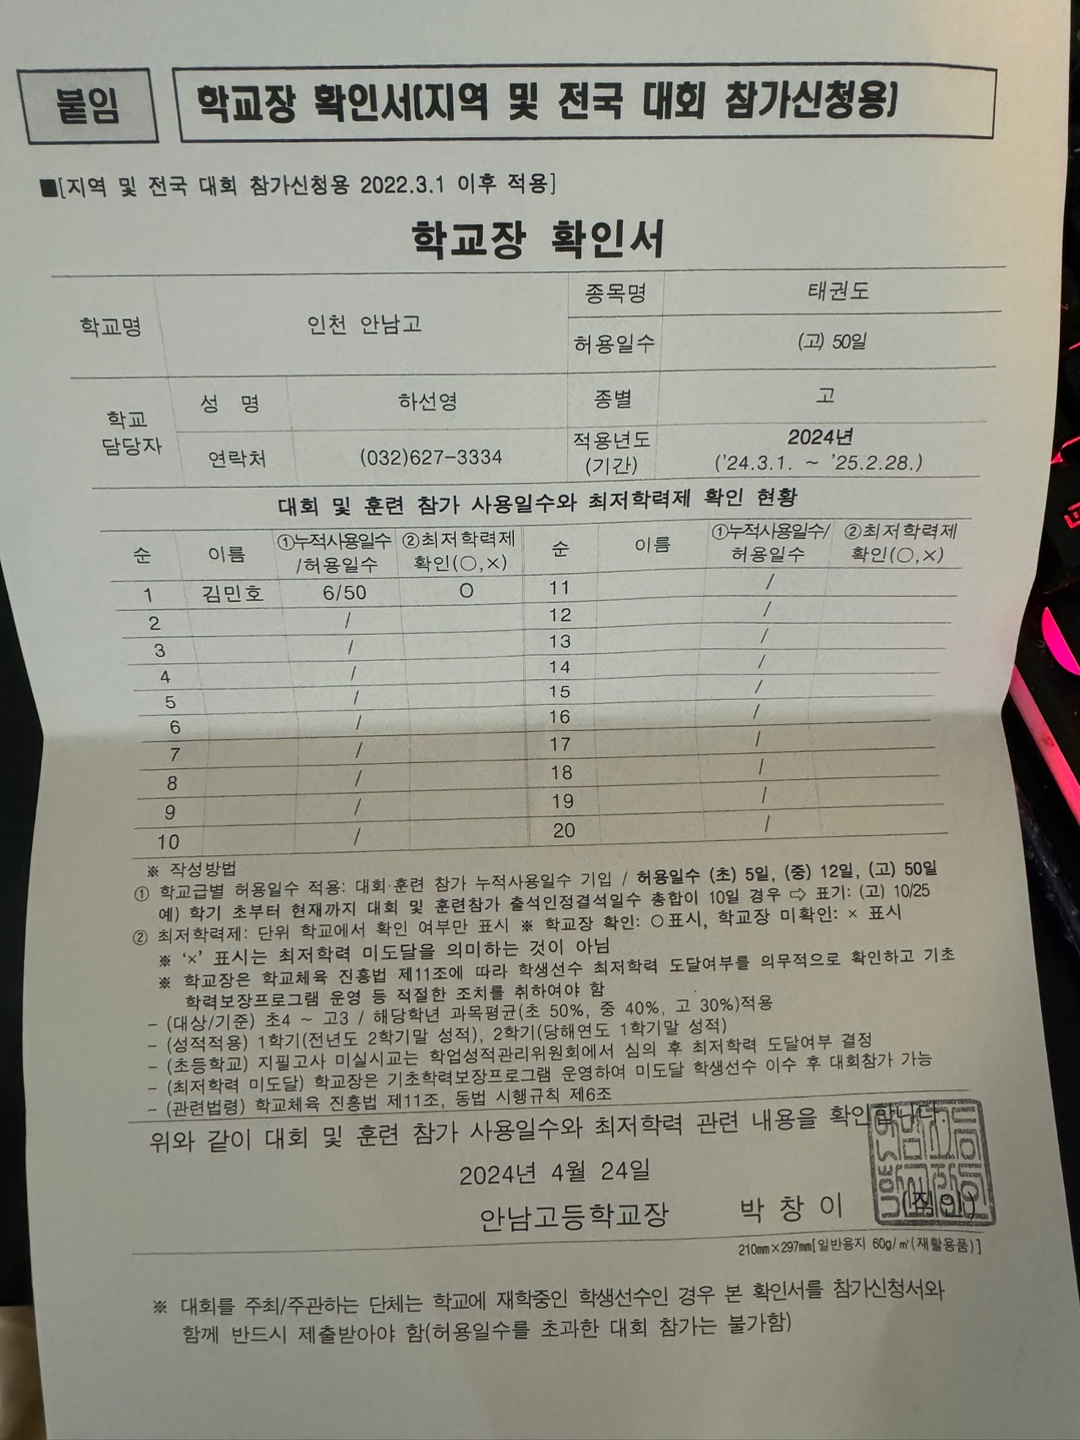 붙임
학교장 확인서(지역 및 전국 대회 참가신청용)
■[지역 및 전국 대회 참가신청용 2022.3.1 이후 적용]
학교장 확인서
학교명 인천 안남고 종목명 태권도
허용일수 (고) 50일
학교 담당자 성 명 하선영 종별 고
연락처 (032)627-3334 적용년도 (기간) 2024년 ('24.3.1. ~ '25.2.28.)
대회 및 훈련 참가 사용일수와 최저학력제 확인 현황
순 이름 ①누적사용일수/허용일수 ②최저학력제 확인(○,×) 순 이름 ①누적사용일수/허용일수 ②최저학력제 확인(○,×)
1 김민호 6/50 O 11 /
2 / 12 /
3 / 13 /
4 / 14 /
5 / 15 /
6 / 16 /
7 / 17 /
8 / 18 /
9 / 19 /
10 / 20 /
※ 작성방법
① 학교급별 허용일수 적용: 대회·훈련 참가 누적사용일수 기입 / 허용일수 (초) 5일, (중) 12일, (고) 50일
예) 학기 초부터 현재까지 대회 및 훈련참가 출석인정결석일수 총합이 10일 경우 ⇨ 표기: (고) 10/25
② 최저학력제: 단위 학교에서 확인 여부만 표시 ※ 학교장 확인: ○표시, 학교장 미확인: × 표시
※ '×' 표시는 최저학력 미도달을 의미하는 것이 아님
※ 학교장은 학교체육 진흥법 제11조에 따라 학생선수 최저학력 도달여부를 의무적으로 확인하고 기초
학력보장프로그램 운영 등 적절한 조치를 취하여야 함
- (대상/기준) 초4 ~ 고3 / 해당학년 과목평균(초 50%, 중 40%, 고 30%)적용
- (성적적용) 1학기(전년도 2학기말 성적), 2학기(당해연도 1학기말 성적)
- (초등학교) 지필고사 미실시교는 학업성적관리위원회에서 심의 후 최저학력 도달여부 결정
- (최저학력 미도달) 학교장은 기초학력보장프로그램 운영하여 미도달 학생선수 이수 후 대회참가 가능
- (관련법령) 학교체육 진흥법 제11조, 동법 시행규칙 제6조
위와 같이 대회 및 훈련 참가 사용일수와 최저학력 관련 내용을 확인합니다.
2024년 4월 24일
안남고등학교장 박 창 이 (직인)
210㎜×297㎜[일반용지 60g/㎡(재활용품)]
※ 대회를 주최/주관하는 단체는 학교에 재학중인 학생선수인 경우 본 확인서를 참가신청서와
함께 반드시 제출받아야 함(허용일수를 초과한 대회 참가는 불가함)